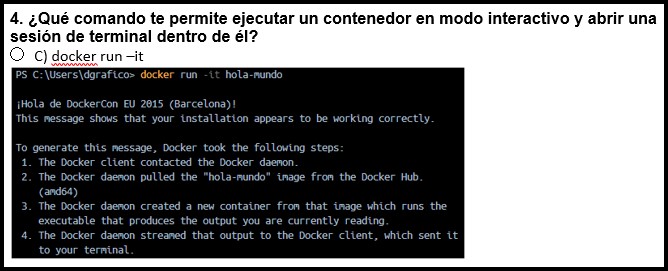 4. ¿Qué comando te permite ejecutar un contenedor en modo interactivo y abrir una
sesión de terminal dentro de él?
C) docker run –it
PS C:\Users\dgrafico> docker run -it hola-mundo
¡Hola de DockerCon EU 2015 (Barcelona)!
This message shows that your installation appears to be working correctly.
To generate this message, Docker took the following steps:
1. The Docker client contacted the Docker daemon.
2. The Docker daemon pulled the "hola-mundo" image from the Docker Hub.
(amd64)
3. The Docker daemon created a new container from that image which runs the
executable that produces the output you are currently reading.
4. The Docker daemon streamed that output to the Docker client, which sent it
to your terminal.